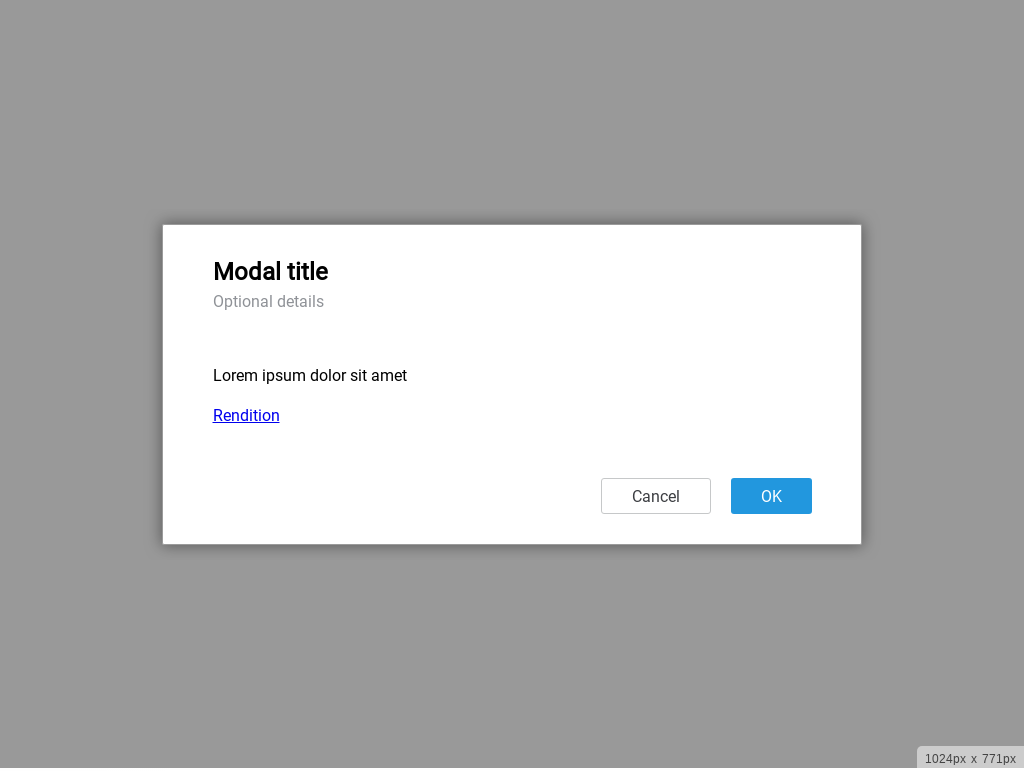 Modal title
Optional details
Lorem ipsum dolor sit amet
Rendition
Cancel
OK
1024px x 771px